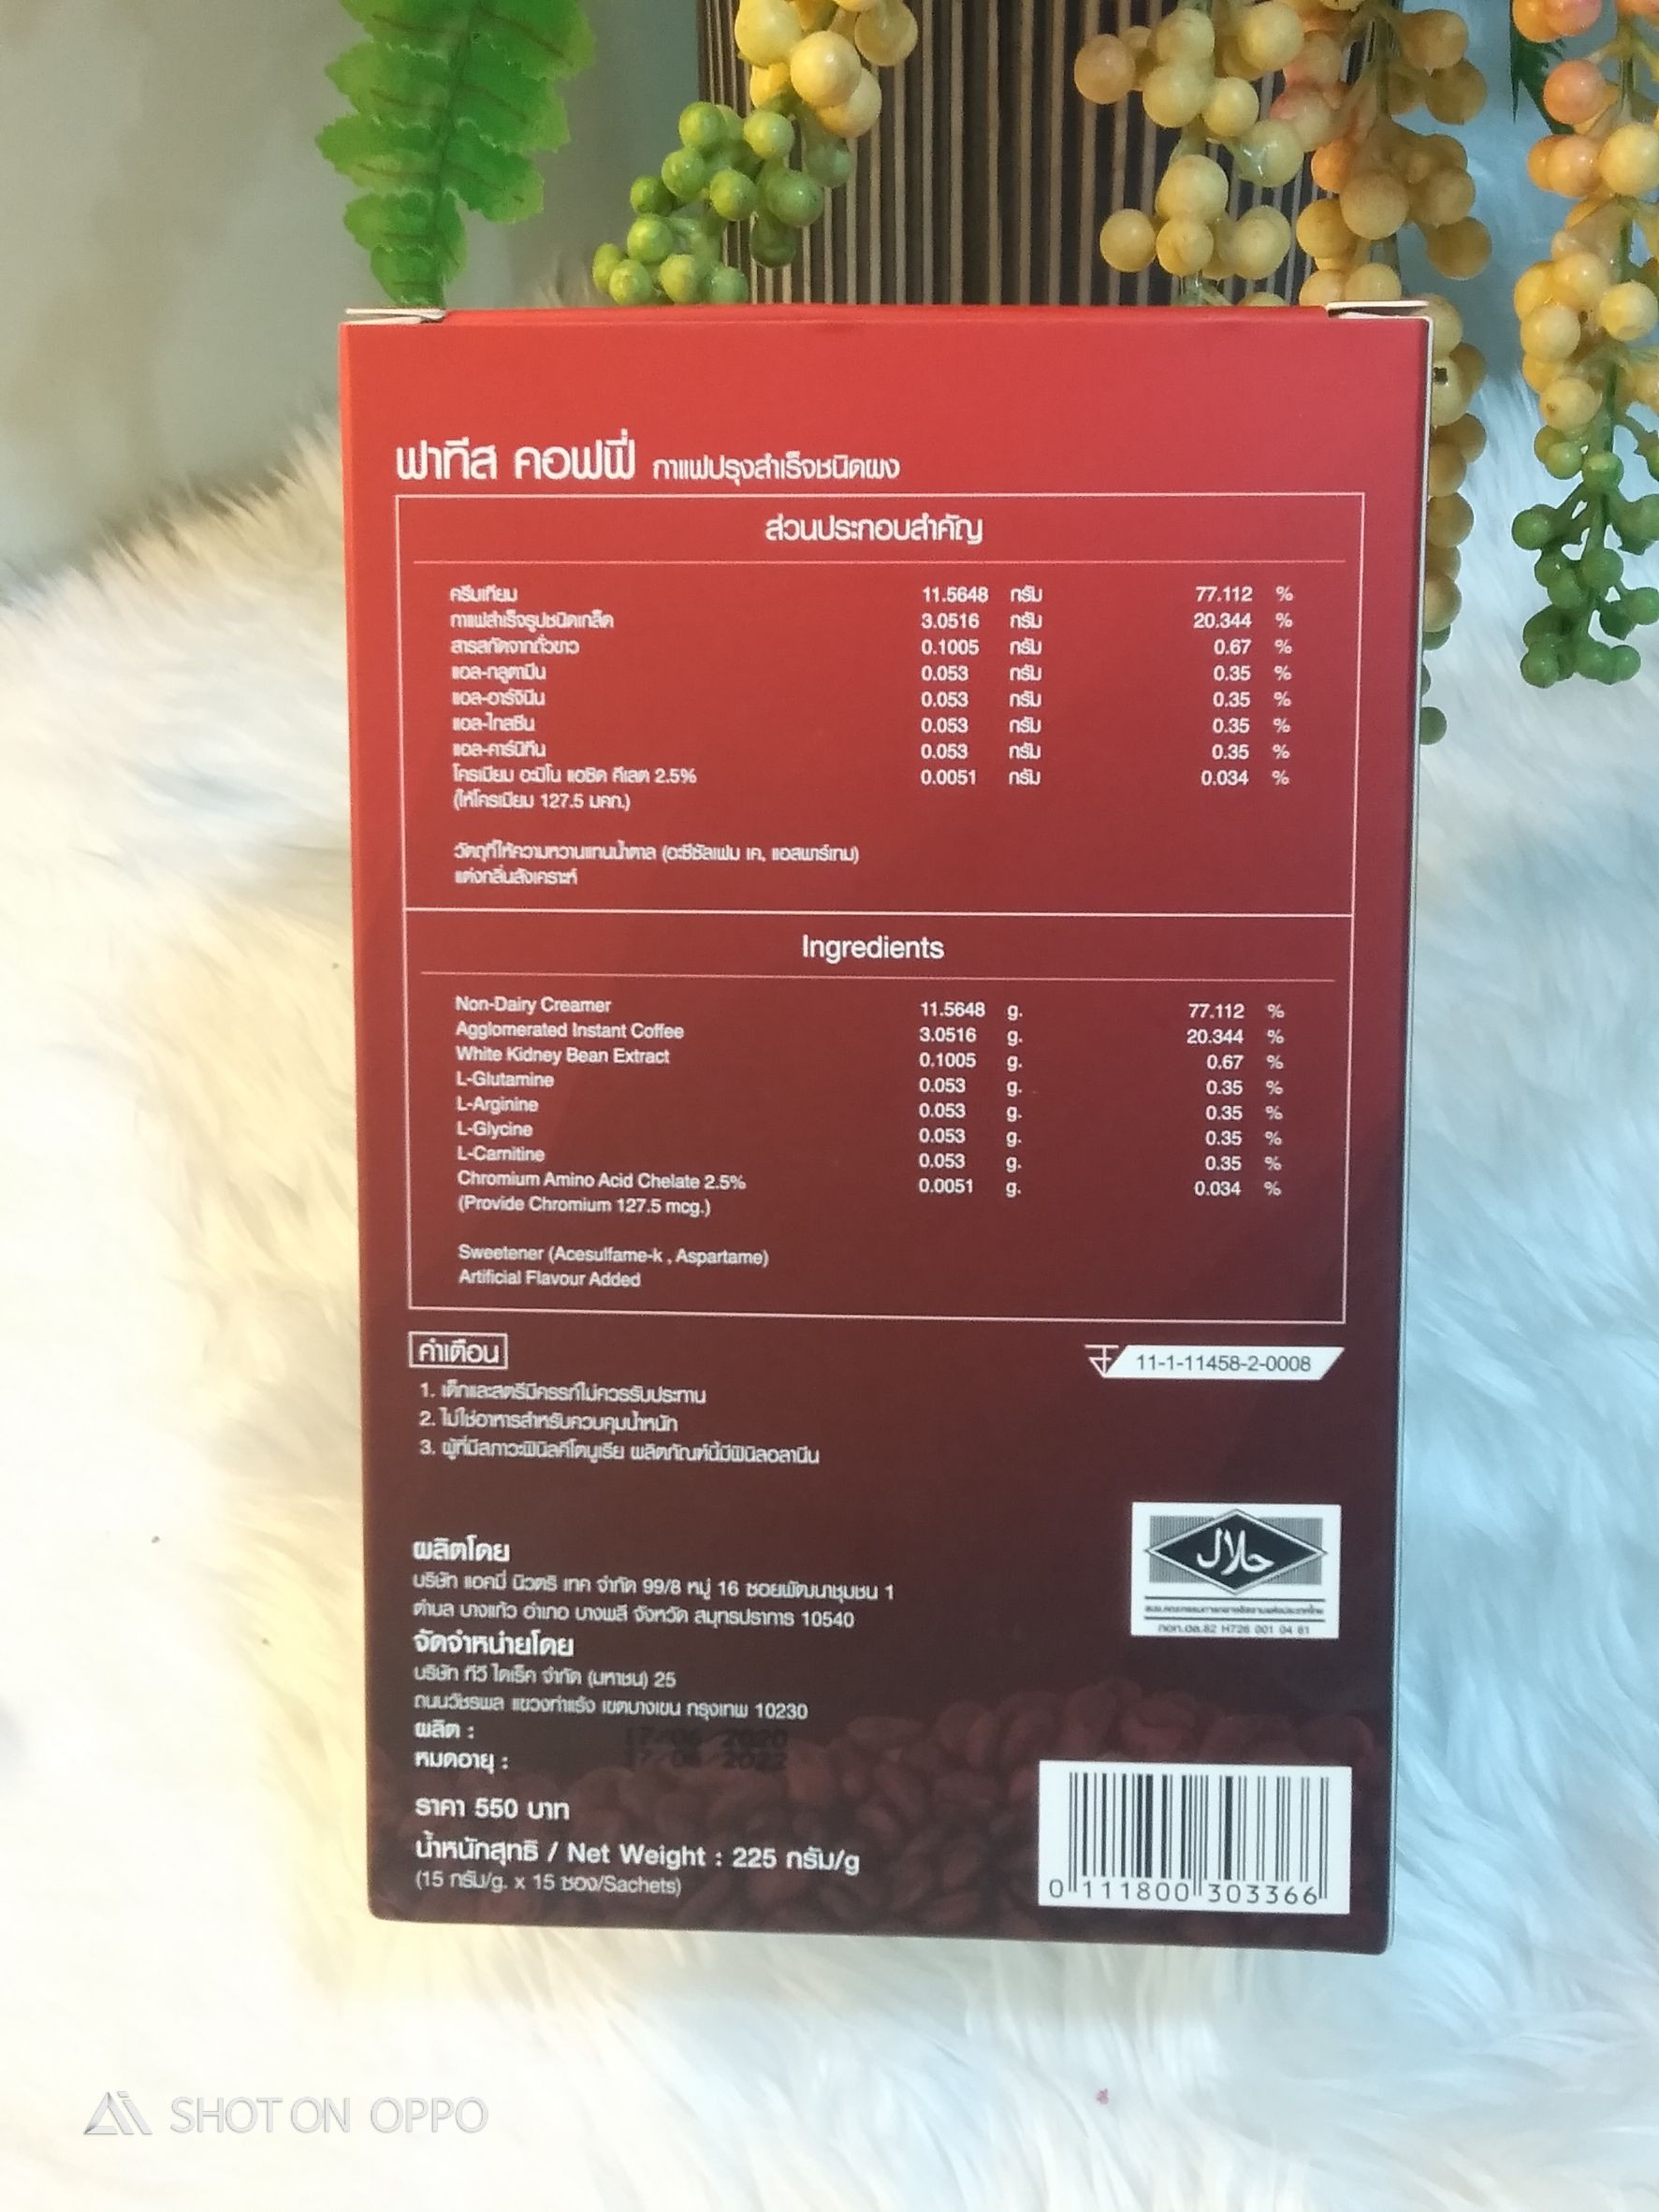 ฟาทีส คอฟฟี่ กาแฟปรุงสำเร็จชนิดผง
ส่วนประกอบสำคัญ
ครีมเทียม 11.5648 กรัม 77.112 %
กาแฟสำเร็จรูปชนิดเกล็ด 3.0516 กรัม 20.344 %
สารสกัดจากถั่วขาว 0.1005 กรัม 0.67 %
แอล-กลูตามีน 0.053 กรัม 0.35 %
แอล-อาร์จินีน 0.053 กรัม 0.35 %
แอล-ไกลซีน 0.053 กรัม 0.35 %
แอล-คาร์นิทีน 0.053 กรัม 0.35 %
โครเมียม อะมิโน แอซิด คีเลต 2.5% 0.0051 กรัม 0.034 %
(ให้โครเมียม 127.5 มคก.)
วัตถุที่ให้ความหวานแทนน้ำตาล (อะซีซัลเฟม เค, แอสพาร์เทม)
แต่งกลิ่นสังเคราะห์
Ingredients
Non-Dairy Creamer 11.5648 g. 77.112 %
Agglomerated Instant Coffee 3.0516 g. 20.344 %
White Kidney Bean Extract 0.1005 g. 0.67 %
L-Glutamine 0.053 g. 0.35 %
L-Arginine 0.053 g. 0.35 %
L-Glycine 0.053 g. 0.35 %
L-Carnitine 0.053 g. 0.35 %
Chromium Amino Acid Chelate 2.5% 0.0051 g. 0.034 %
(Provide Chromium 127.5 mcg.)
Sweetener (Acesulfame-k , Aspartame)
Artificial Flavour Added
คำเตือน
11-1-11458-2-0008
1. เด็กและสตรีมีครรภ์ไม่ควรรับประทาน
2. ไม่ใช่อาหารสำหรับควบคุมน้ำหนัก
3. ผู้ที่มีสภาวะฟินิลคีโตนูเรีย ผลิตภัณฑ์นี้มีฟินิลอลานีน
حلال
กอท.ฮล.82 H726 001 04 61
ผลิตโดย
บริษัท แอคมี่ นิวตริ เทค จำกัด 99/8 หมู่ 16 ซอยพัฒนาชุมชน 1
ตำบล บางแก้ว อำเภอ บางพลี จังหวัด สมุทรปราการ 10540
จัดจำหน่ายโดย
บริษัท ทีวี ไดเร็ค จำกัด (มหาชน) 25
ถนนวัชรพล แขวงท่าแร้ง เขตบางเขน กรุงเทพ 10230
ผลิต : 17/06/2020
หมดอายุ : 17/06/2022
ราคา 550 บาท
น้ำหนักสุทธิ / Net Weight : 225 กรัม/g
(15 กรัม/g. x 15 ซอง/Sachets)
0 111800 303366
SHOT ON OPPO